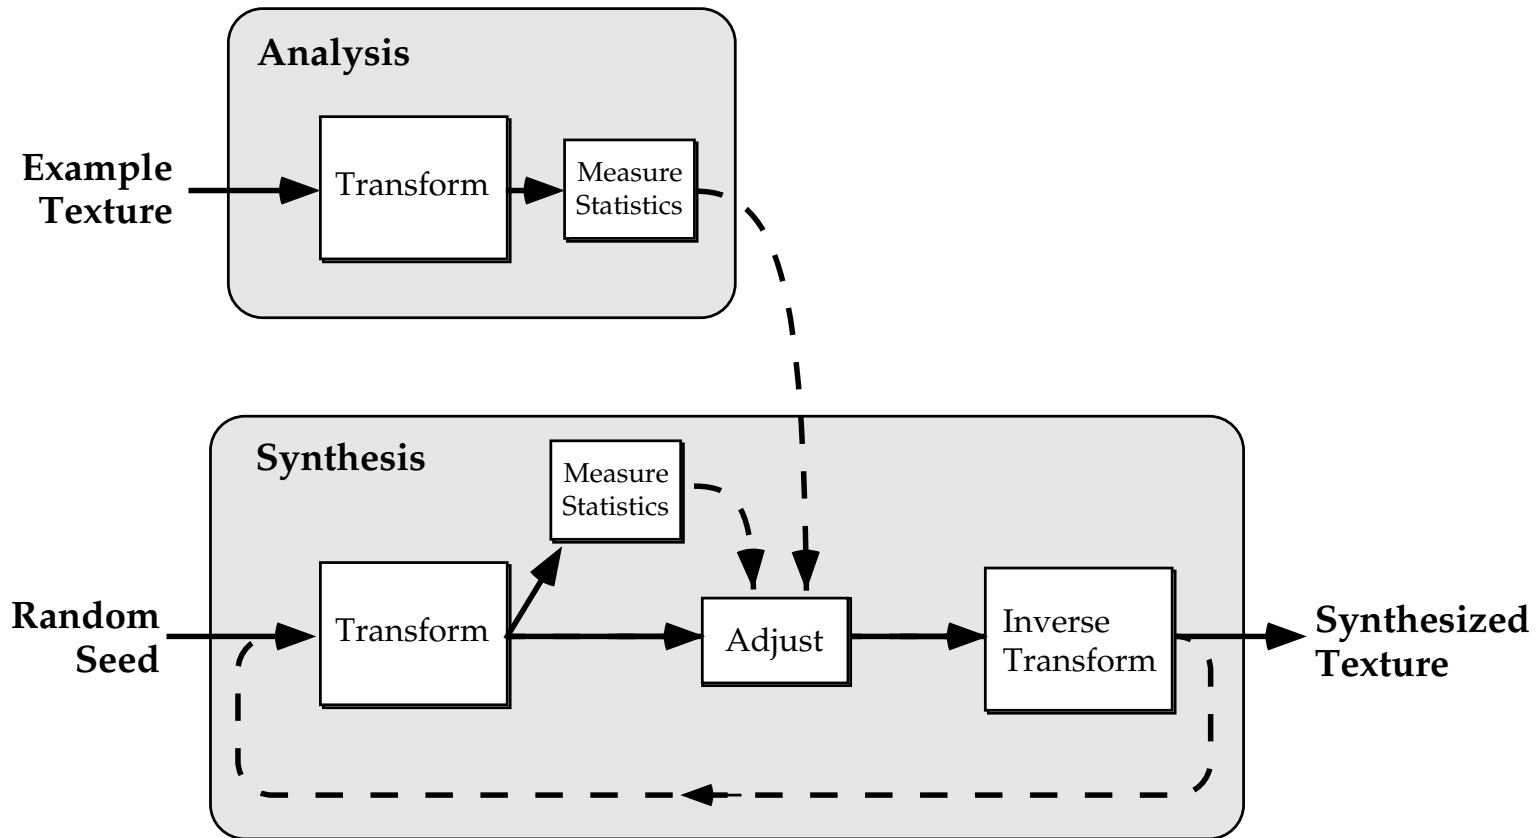 Analysis
Example
Texture
Transform
Measure
Statistics
Synthesis
Measure
Statistics
Random
Seed
Transform
Adjust
Inverse
Transform
Synthesized
Texture